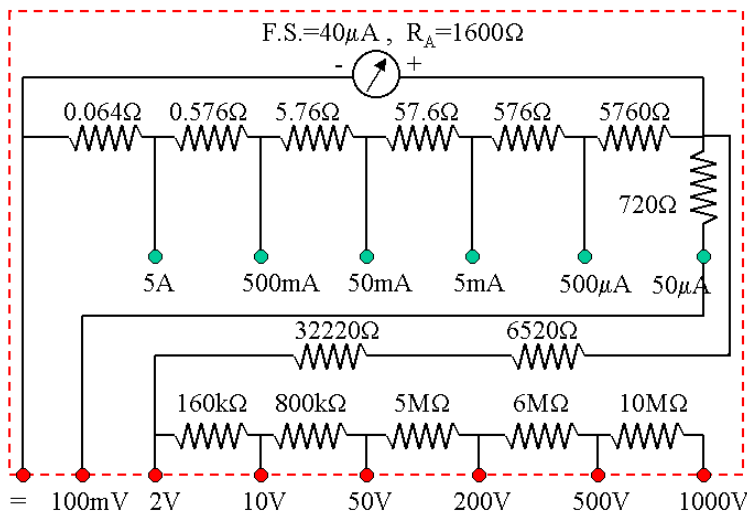 F.S.=40µA , R_A=1600Ω
- +
0.064Ω 0.576Ω 5.76Ω 57.6Ω 576Ω 5760Ω
720Ω
5A 500mA 50mA 5mA 500µA 50µA
32220Ω 6520Ω
160kΩ 800kΩ 5MΩ 6MΩ 10MΩ
= 100mV 2V 10V 50V 200V 500V 1000V